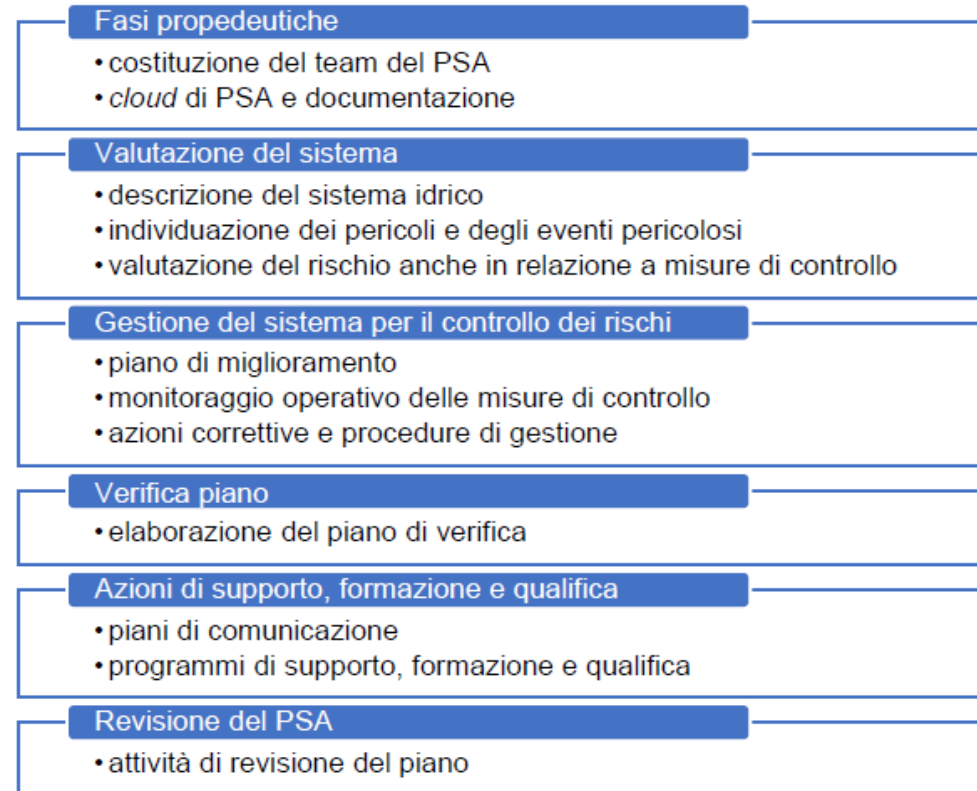 Fasi propedeutiche
• costituzione del team del PSA
• cloud di PSA e documentazione
Valutazione del sistema
• descrizione del sistema idrico
• individuazione dei pericoli e degli eventi pericolosi
• valutazione del rischio anche in relazione a misure di controllo
Gestione del sistema per il controllo dei rischi
• piano di miglioramento
• monitoraggio operativo delle misure di controllo
• azioni correttive e procedure di gestione
Verifica piano
• elaborazione del piano di verifica
Azioni di supporto, formazione e qualifica
• piani di comunicazione
• programmi di supporto, formazione e qualifica
Revisione del PSA
• attività di revisione del piano